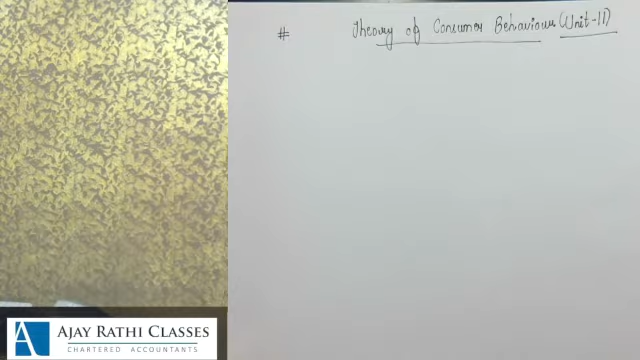 # Theory of Consumer Behaviour (Unit-II)
AJAY RATHI CLASSES
CHARTERED ACCOUNTANTS